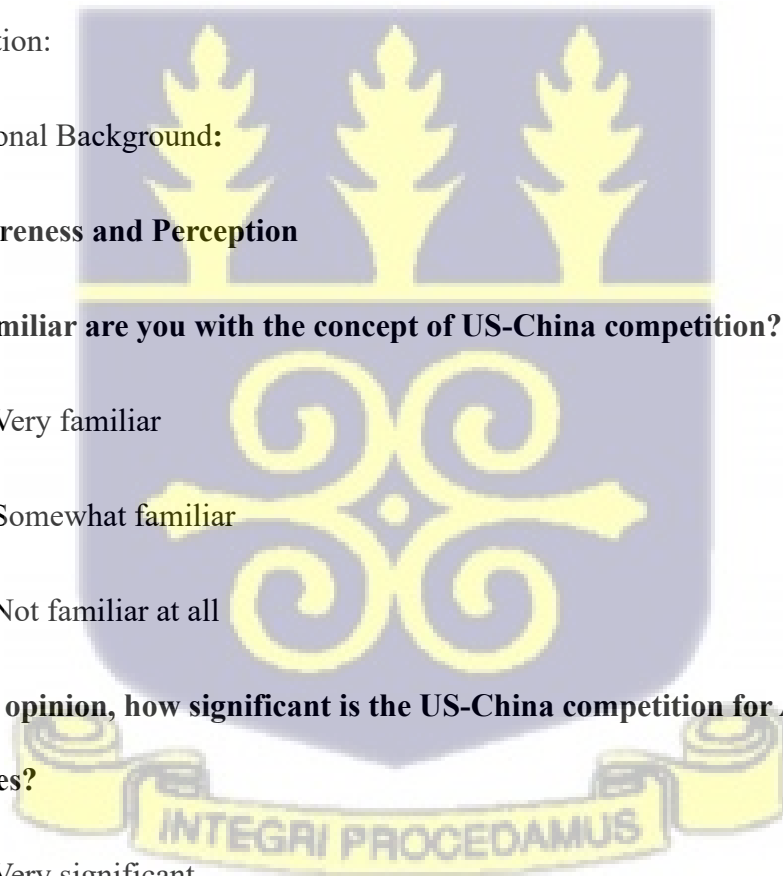 tion:
onal Background:
reness and Perception
miliar are you with the concept of US-China competition?
Very familiar
Somewhat familiar
Not familiar at all
opinion, how significant is the US-China competition for
es?
INTEGRI PROCEDAMUS
Very significant